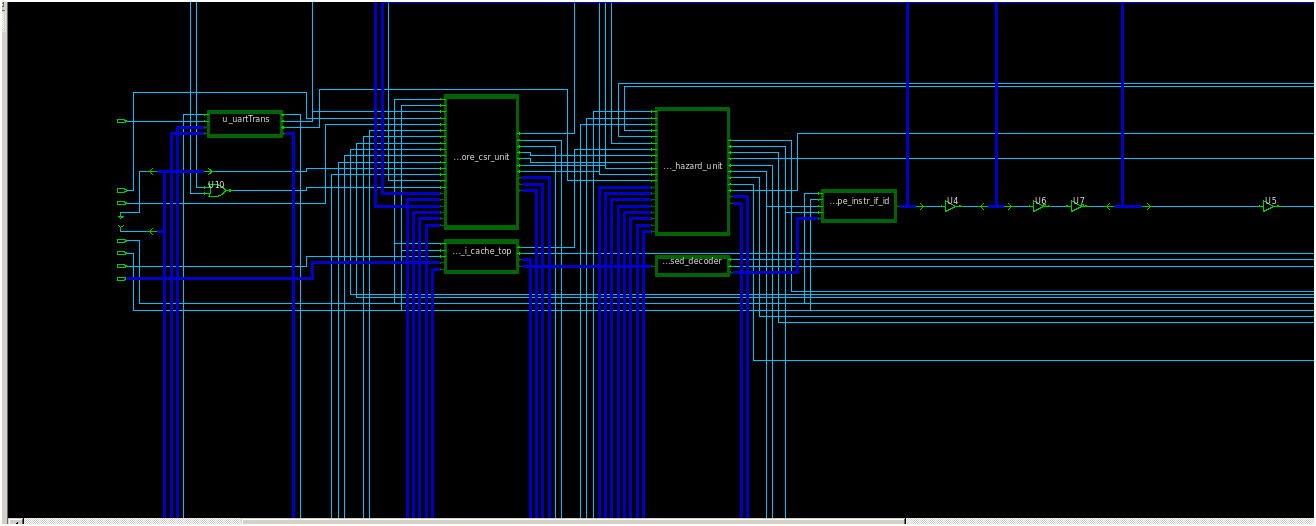 u_uartTrans
U10
...ore_csr_unit
..._i_cache_top
..._hazard_unit
...sed_decoder
...pe_instr_if_id
U4
U6
U7
U5